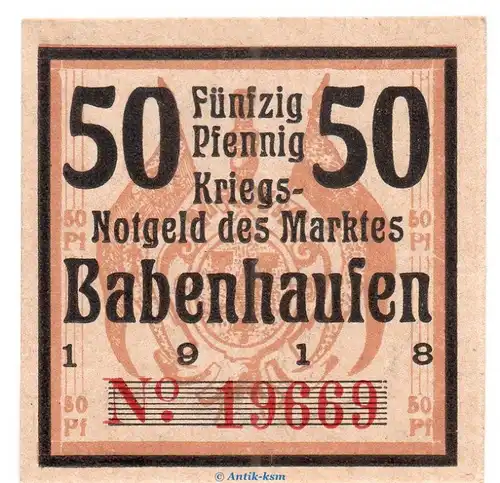 50 Fünfzig Pfennig 50
Kriegs-
Notgeld des Marktes
Babenhausen
1 9 1 8
No. 19669
50 Pf
50 Pf
50 Pf
50 Pf
© Antik-ksm